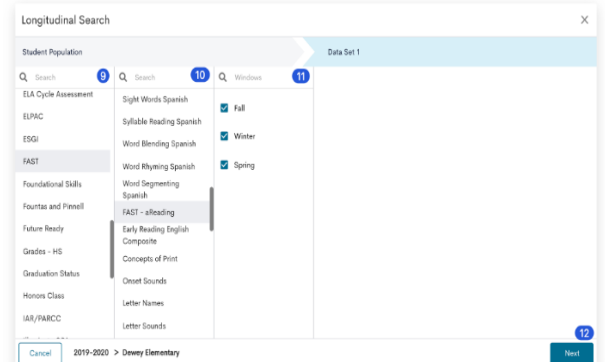 Longitudinal Search
X
Student Population
Data Set 1
Search
9
ELA Cycle Assessment
ELPAC
ESGI
FAST
Foundational Skills
Fountas and Pinnell
Future Ready
Grades - HS
Graduation Status
Honors Class
IAR/PARCC
Search
10
Sight Words Spanish
Syllable Reading Spanish
Word Blending Spanish
Word Rhyming Spanish
Word Segmenting
Spanish
FAST - aReading
Early Reading English
Composite
Concepts of Print
Onset Sounds
Letter Names
Letter Sounds
Windows
11
Fall
Winter
Spring
12
Cancel
2019-2020 > Dewey Elementary
Next